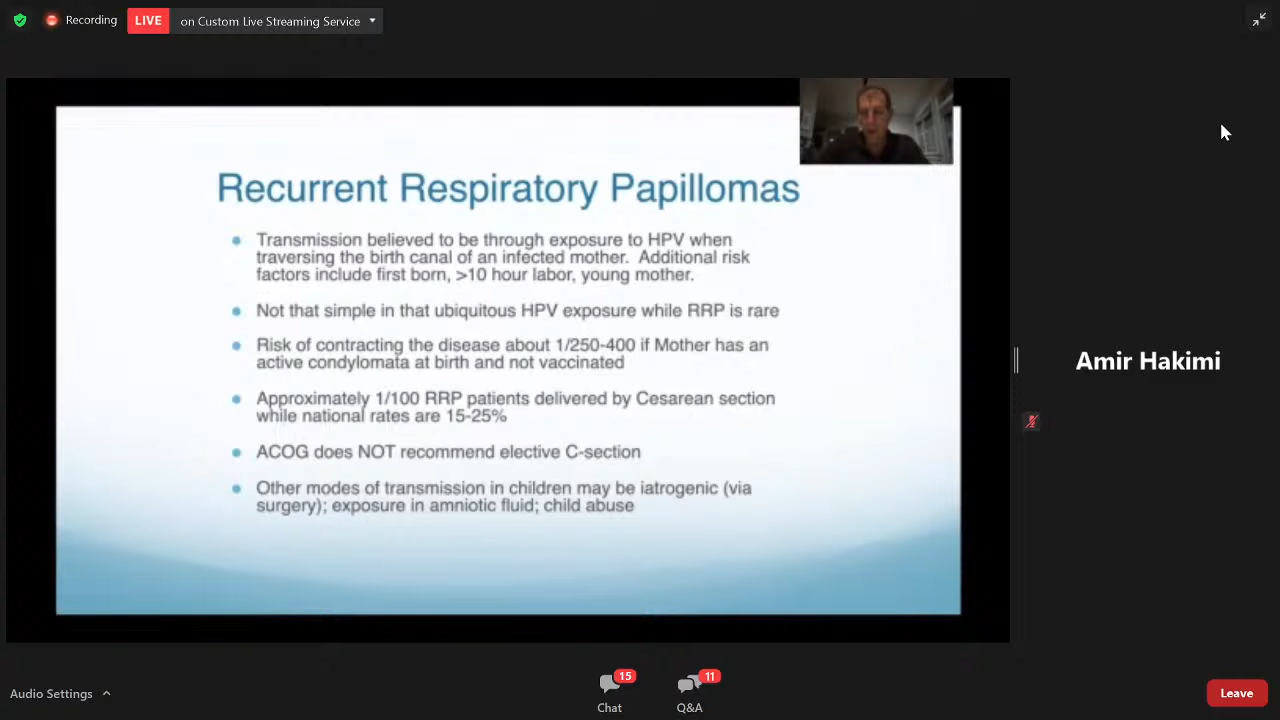 Recording
LIVE
on Custom Live Streaming Service
Recurrent Respiratory Papillomas
Transmission believed to be through exposure to HPV when
traversing the birth canal of an infected mother. Additional risk
factors include first born, >10 hour labor, young mother.
Not that simple in that ubiquitous HPV exposure while RRP is rare
Risk of contracting the disease about 1/250-400 if Mother has an
active condylomata at birth and not vaccinated
Approximately 1/100 RRP patients delivered by Cesarean section
while national rates are 15-25%
ACOG does NOT recommend elective C-section
Other modes of transmission in children may be iatrogenic (via
surgery); exposure in amniotic fluid; child abuse
Amir Hakimi
Audio Settings
15
Chat
11
Q&A
Leave